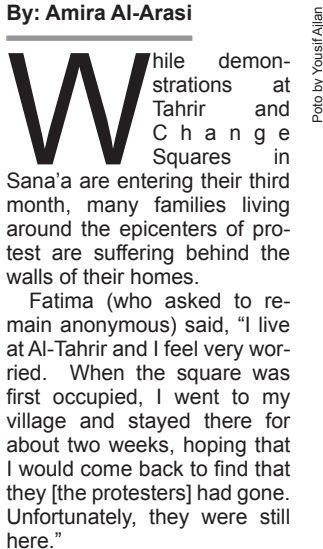 By: Amira Al-Arasi
Poto by Yousif Ailan
While demon-
strations at
Tahrir and
Change
Squares in
Sana’a are entering their third
month, many families living
around the epicenters of pro-
test are suffering behind the
walls of their homes.
Fatima (who asked to re-
main anonymous) said, “I live
at Al-Tahrir and I feel very wor-
ried. When the square was
first occupied, I went to my
village and stayed there for
about two weeks, hoping that
I would come back to find that
they [the protesters] had gone.
Unfortunately, they were still
here.”